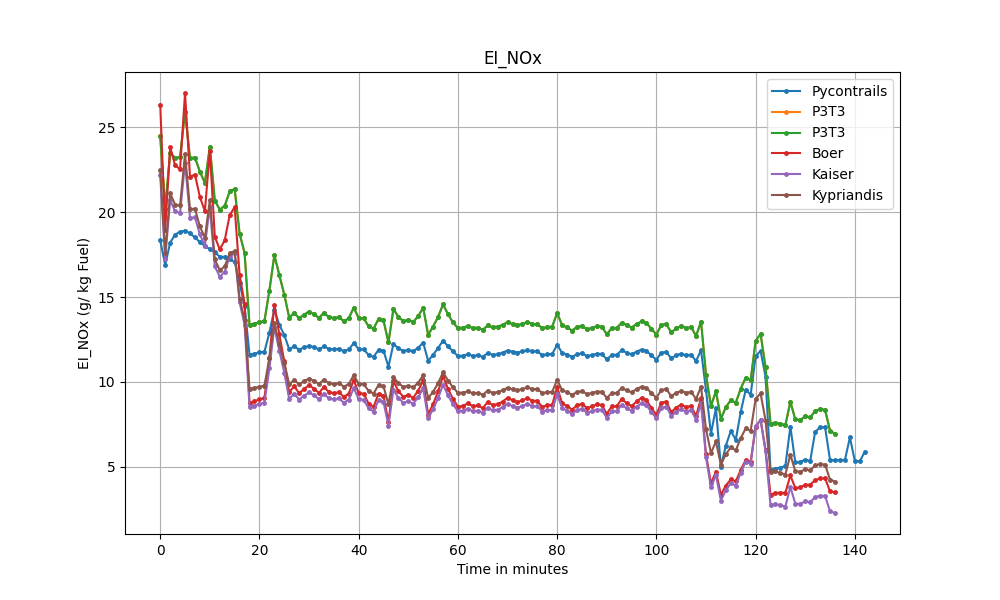 EI_NOx
EI_NOx (g/ kg Fuel)
25
20
15
10
5
0 20 40 60 80 100 120 140
Time in minutes
Pycontrails
P3T3
P3T3
Boer
Kaiser
Kypriandis